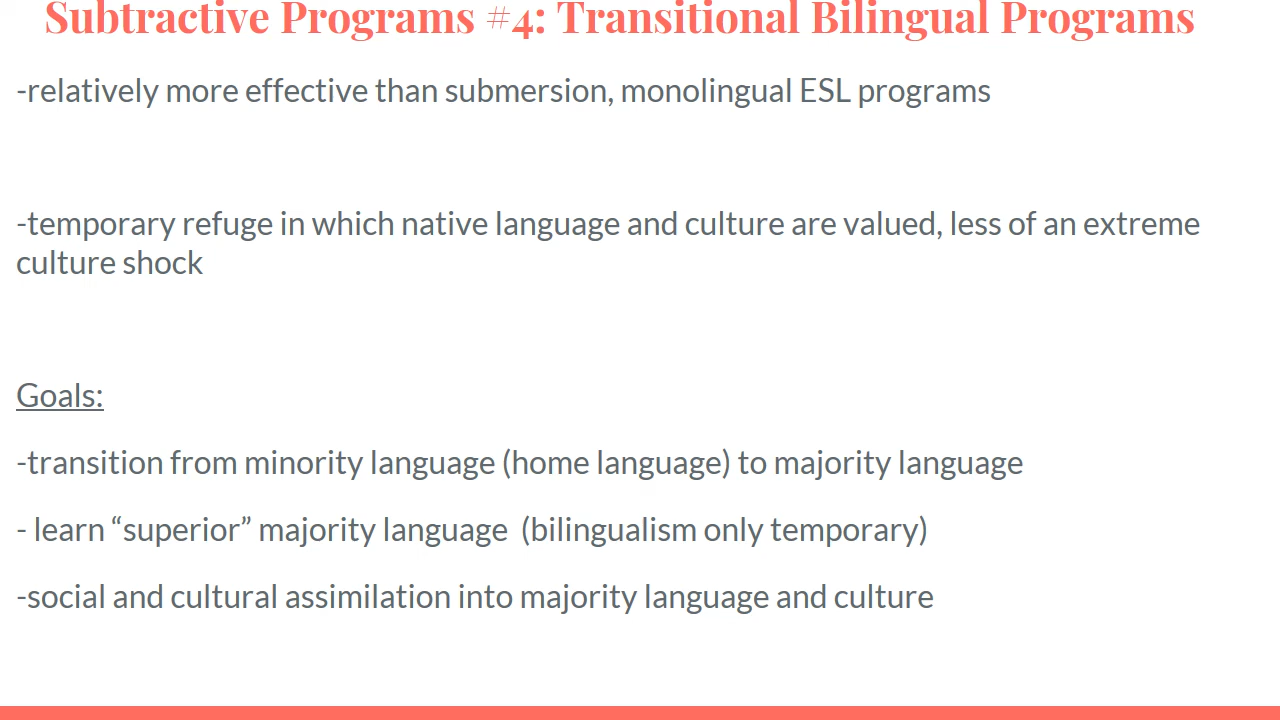 Subtractive Programs #4: Transitional Bilingual Programs
-relatively more effective than submersion, monolingual ESL programs
-temporary refuge in which native language and culture are valued, less of an extreme
culture shock
Goals:
-transition from minority language (home language) to majority language
- learn “superior” majority language  (bilingualism only temporary)
-social and cultural assimilation into majority language and culture